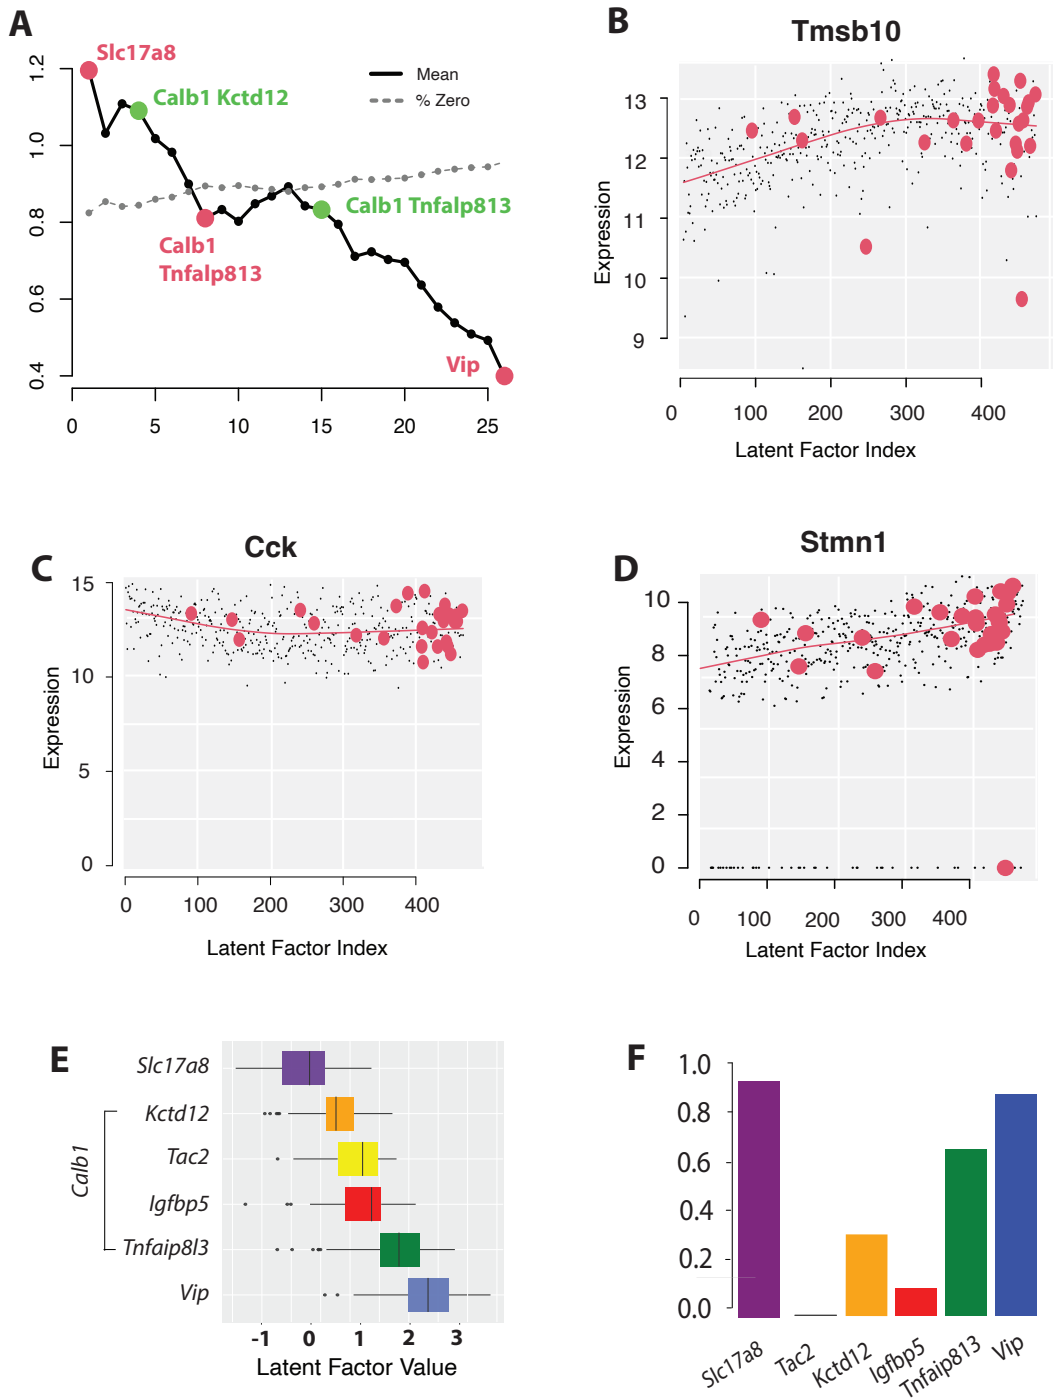 A
Slc17a8
Calb1 Kctd12
Mean
% Zero
Calb1 Tnfalp813
Calb1
Tnfalp813
Vip
1.2
1.0
0.8
0.6
0.4
0 5 10 15 20 25
B
Tmsb10
Expression
13
12
11
10
9
0 100 200 300 400
Latent Factor Index
C
Cck
Expression
15
10
5
0
0 100 200 300 400
Latent Factor Index
D
Stmn1
Expression
10
8
6
4
2
0
0 100 200 300 400
Latent Factor Index
E
Calb1
Slc17a8
Kctd12
Tac2
Igfbp5
Tnfaip8l3
Vip
-1 0 1 2 3
Latent Factor Value
F
1.0
0.8
0.6
0.4
0.2
0.0
Slc17a8 Tac2 Kctd12 Igfbp5 Tnfaip813 Vip